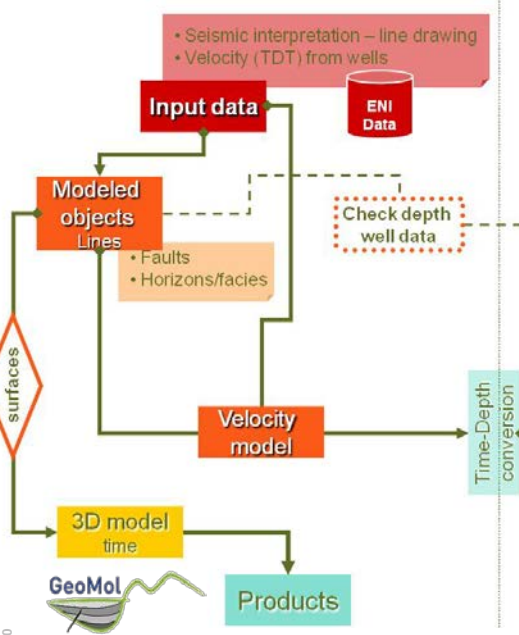 • Seismic interpretation – line drawing
• Velocity (TDT) from wells
Input data
ENI
Data
Modeled
objects
Lines
Check depth
well data
• Faults
• Horizons/facies
surfaces
Velocity
model
Time-Depth
conversion
3D model
time
GeoMol
Products